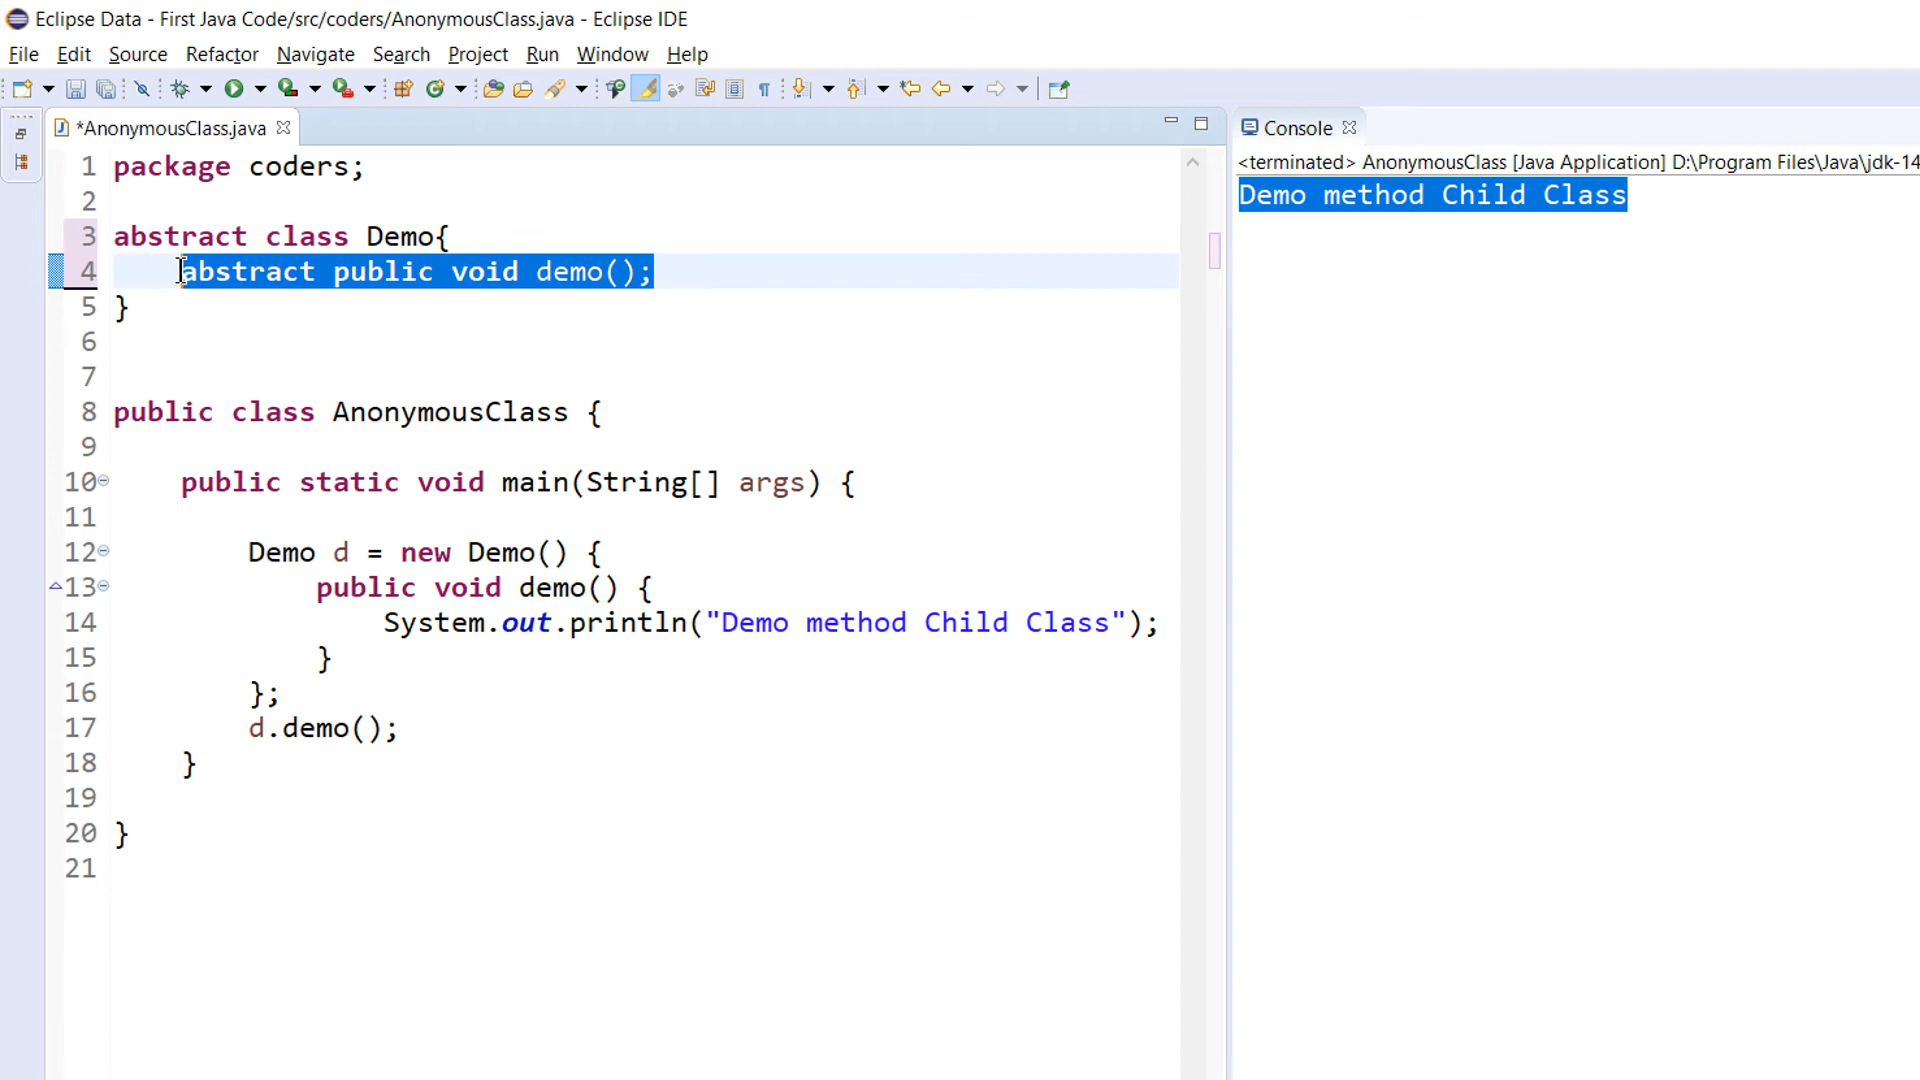 Eclipse Data - First Java Code/src/coders/AnonymousClass.java - Eclipse IDE
File Edit Source Refactor Navigate Search Project Run Window Help
*AnonymousClass.java
1 package coders;
2
3 abstract class Demo{
4 abstract public void demo();
5 }
6
7
8 public class AnonymousClass {
9
10 public static void main(String[] args) {
11
12 Demo d = new Demo() {
13 public void demo() {
14 System.out.println("Demo method Child Class");
15 }
16 };
17 d.demo();
18 }
19
20 }
21
Console
<terminated> AnonymousClass [Java Application] D:\Program Files\Java\jdk-14
Demo method Child Class